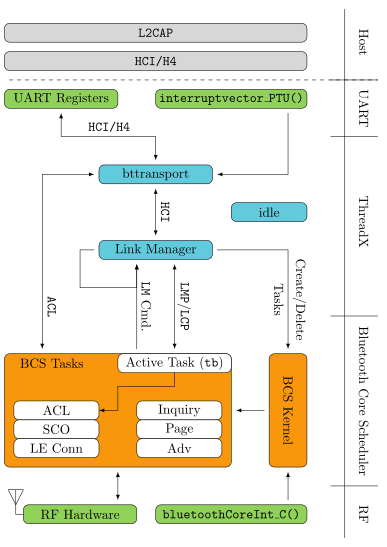 L2CAP
Host
HCI/H4
UART Registers
interruptvector_PTU()
UART
HCI/H4
bttransport
ThreadX
HCI
idle
Link Manager
ACL
LM Cmd.
LMP/LCP
Create/Delete
Tasks
BCS Tasks
Active Task (tb)
Bluetooth Core Scheduler
ACL
Inquiry
BCS Kernel
SCO
Page
LE Conn
Adv
RF Hardware
bluetoothCoreInt_C()
RF